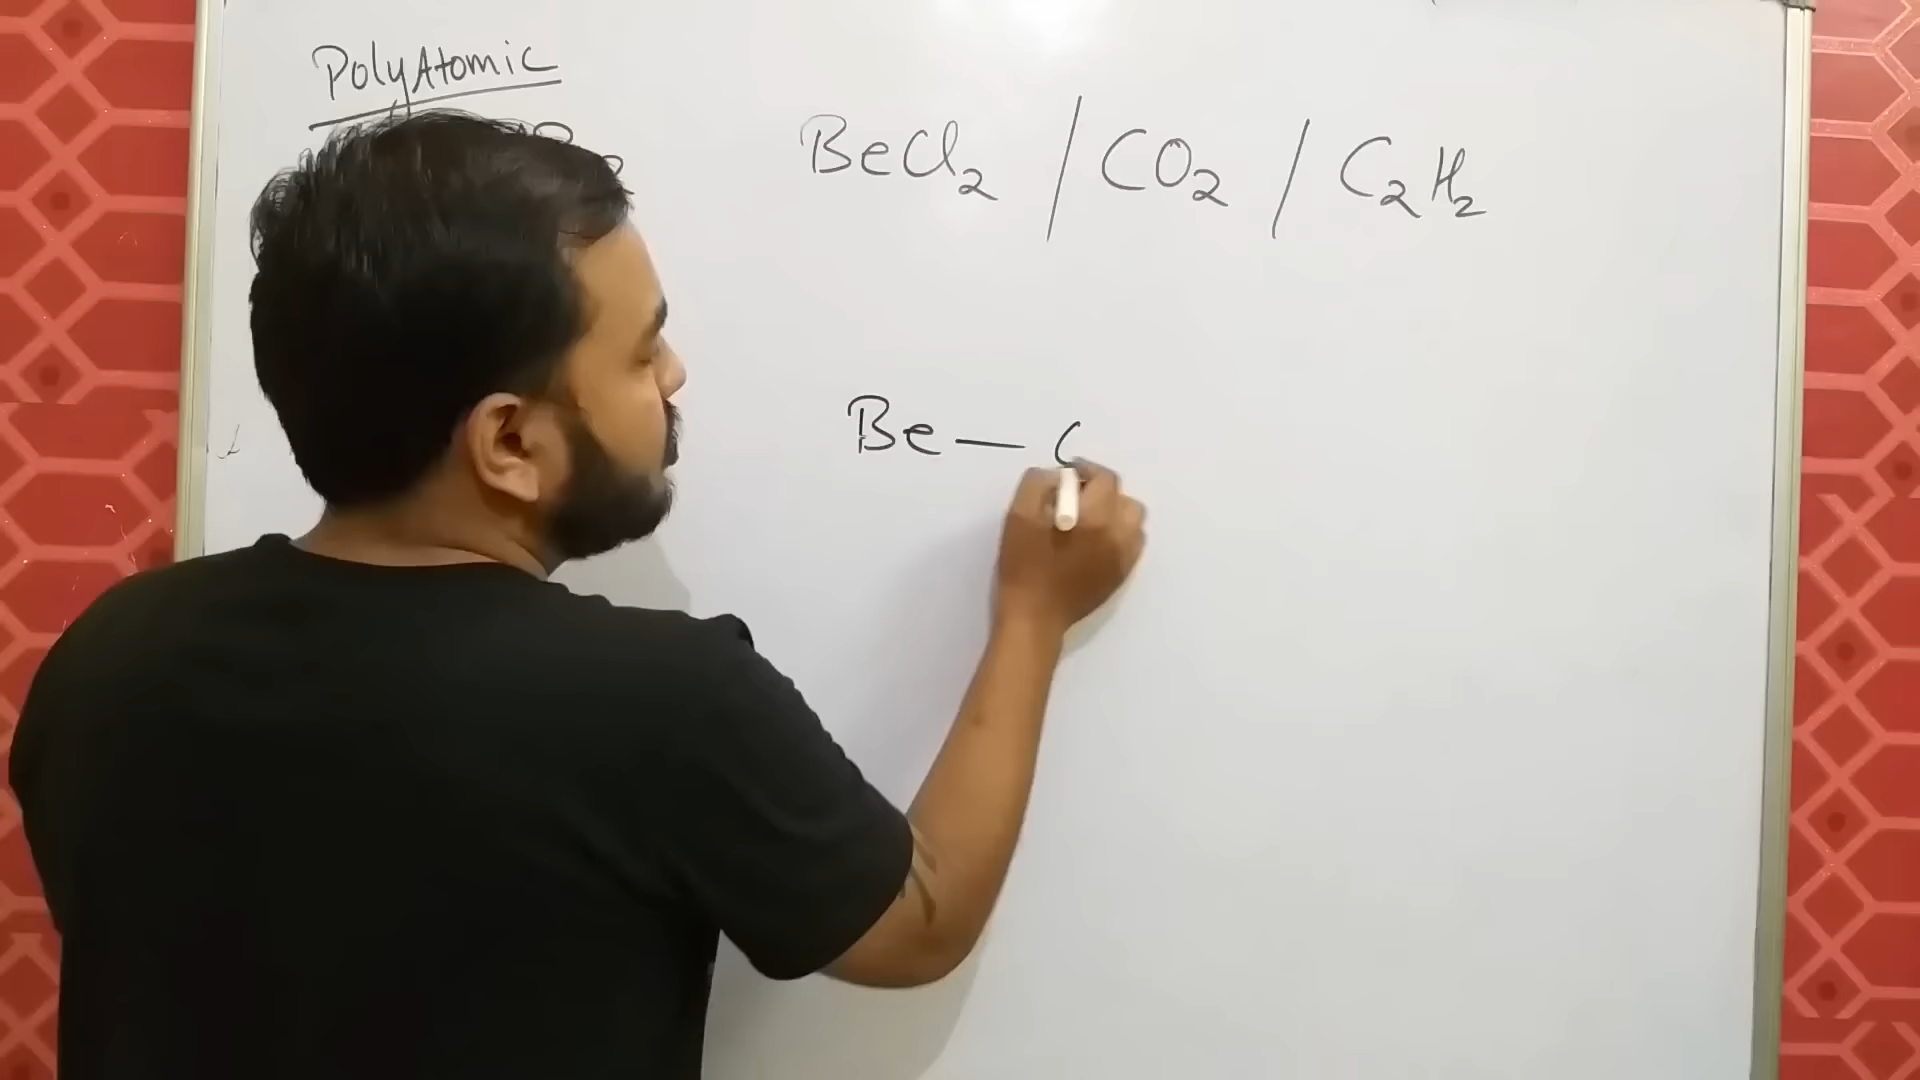 PolyAtomic
BeCl₂ / CO₂ / C₂H₂
Be — C